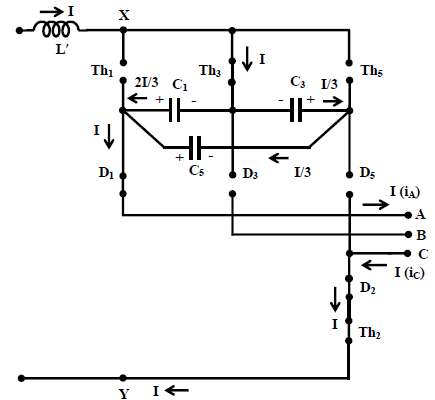 I
X
L'
I
Th₁
Th₃
Th₅
2I/3
C₁
C₃
I/3
+
-
-
+
I
+
-
D₁
C₅
D₃
I/3
D₅
I (iA)
A
B
C
I (iC)
D₂
I
Th₂
Y
I